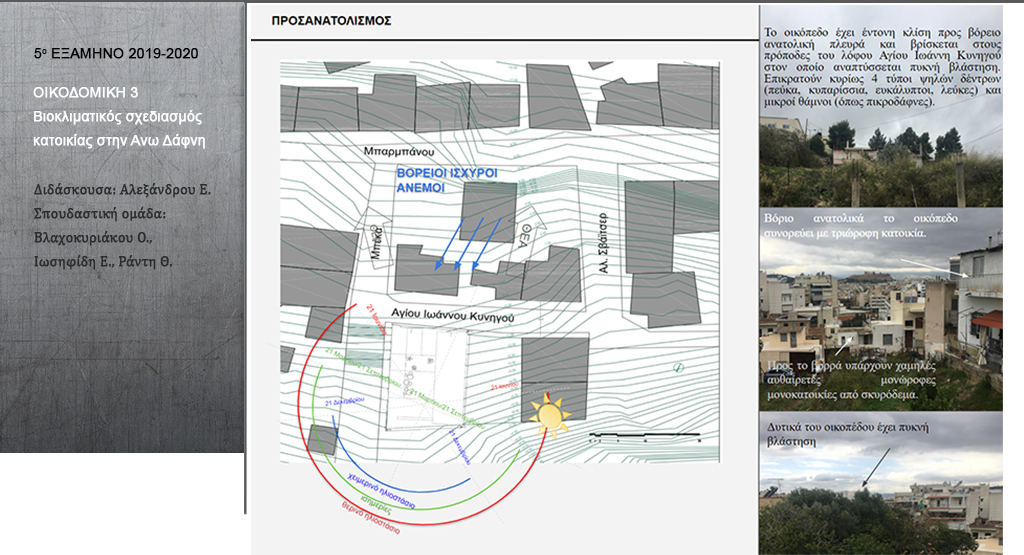 5ο ΕΞΑΜΗΝΟ 2019-2020
ΟΙΚΟΔΟΜΙΚΗ 3
Βιοκλιματικός σχεδιασμός
κατοικίας στην Ανω Δάφνη
Διδάσκουσα: Αλεξάνδρου Ε.
Σπουδαστική ομάδα:
Βλαχοκυριάκου Ο.,
Ιωσηφίδη Ε., Ράντη Θ.
ΠΡΟΣΑΝΑΤΟΛΙΣΜΟΣ
Μπαρμπάνου
ΒΟΡΕΙΟΙ ΙΣΧΥΡΟΙ
ΑΝΕΜΟΙ
Μπεκα
ΘΕΑ
Αλ. Σβάιτσερ
Αγίου Ιωάννου Κυνηγού
21 Ιουνίου
21 Μαρτίου/21 Σεπτεμβρίου
21 Μαρτίου/21 Σεπτεμβρίου
21 Ιουνίου
21 Δεκεμβρίου
21 Δεκεμβρίου
χειμερινό ηλιοστάσιο
ισημερίες
θερινό ηλιοστάσιο
Το οικόπεδο έχει έντονη κλίση προς βόρειο
ανατολική πλευρά και βρίσκεται στους
πρόποδες του λόφου Αγίου Ιωάννη Κυνηγού
στον οποίο αναπτύσσεται πυκνή βλάστηση.
Επικρατούν κυρίως 4 τύποι ψηλών δέντρων
(πεύκα, κυπαρίσσια, ευκάλυπτοι, λεύκες) και
μικροί θάμνοι (όπως πικροδάφνες).
Βόριο ανατολικά το οικόπεδο
συνορεύει με τριώροφη κατοικία.
Προς το βορρά υπάρχουν χαμηλές
αυθαίρετές μονώροφες
μονοκατοικίες από σκυρόδεμα.
Δυτικά του οικοπέδου έχει πυκνή
βλάστηση